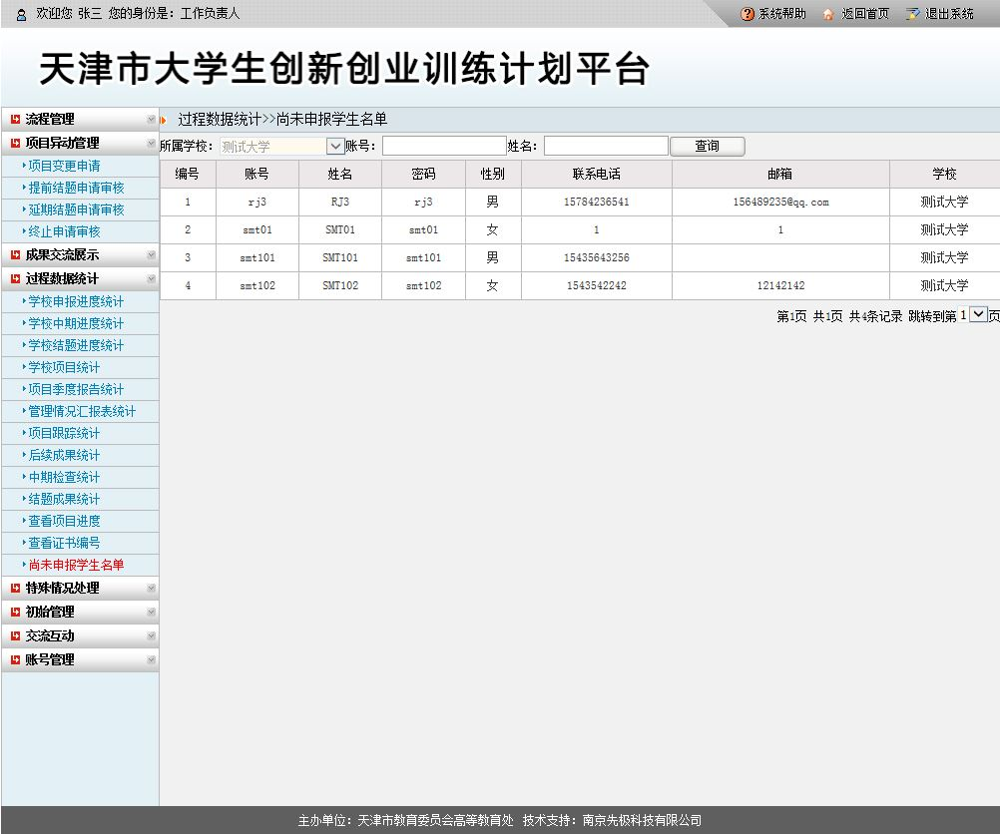 欢迎您 张三 您的身份是：工作负责人 系统帮助 返回首页 退出系统
天津市大学生创新创业训练计划平台
流程管理
项目异动管理
项目变更申请
提前结题申请审核
延期结题申请审核
终止申请审核
成果交流展示
过程数据统计
学校申报进度统计
学校中期进度统计
学校结题进度统计
学校项目统计
项目季度报告统计
管理情况汇报表统计
项目跟踪统计
后续成果统计
中期检查统计
结题成果统计
查看项目进度
查看证书编号
尚未申报学生名单
特殊情况处理
初始管理
交流互动
账号管理
过程数据统计>>尚未申报学生名单
所属学校： 测试大学 账号： 姓名： 查询
编号 账号 姓名 密码 性别 联系电话 邮箱 学校
1 rj3 RJ3 rj3 男 15784236541 156489235@qq.com 测试大学
2 smt01 SMT01 smt01 女 1 1 测试大学
3 smt101 SMT101 smt101 男 15435643256 测试大学
4 smt102 SMT102 smt102 女 1543542242 12142142 测试大学
第1页 共1页 共4条记录 跳转到第 1 页
主办单位：天津市教育委员会高等教育处 技术支持：南京先极科技有限公司